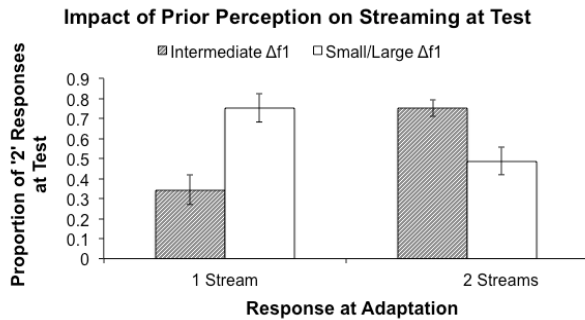 Impact of Prior Perception on Streaming at Test
Intermediate Δf1 Small/Large Δf1
Proportion of '2' Responses
at Test
0.9
0.8
0.7
0.6
0.5
0.4
0.3
0.2
0.1
0
1 Stream 2 Streams
Response at Adaptation